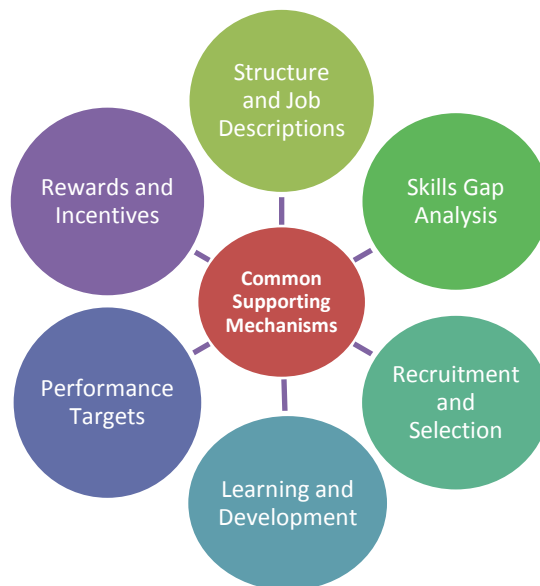 Structure
and Job
Descriptions
Skills Gap
Analysis
Recruitment
and
Selection
Learning and
Development
Performance
Targets
Rewards and
Incentives
Common
Supporting
Mechanisms